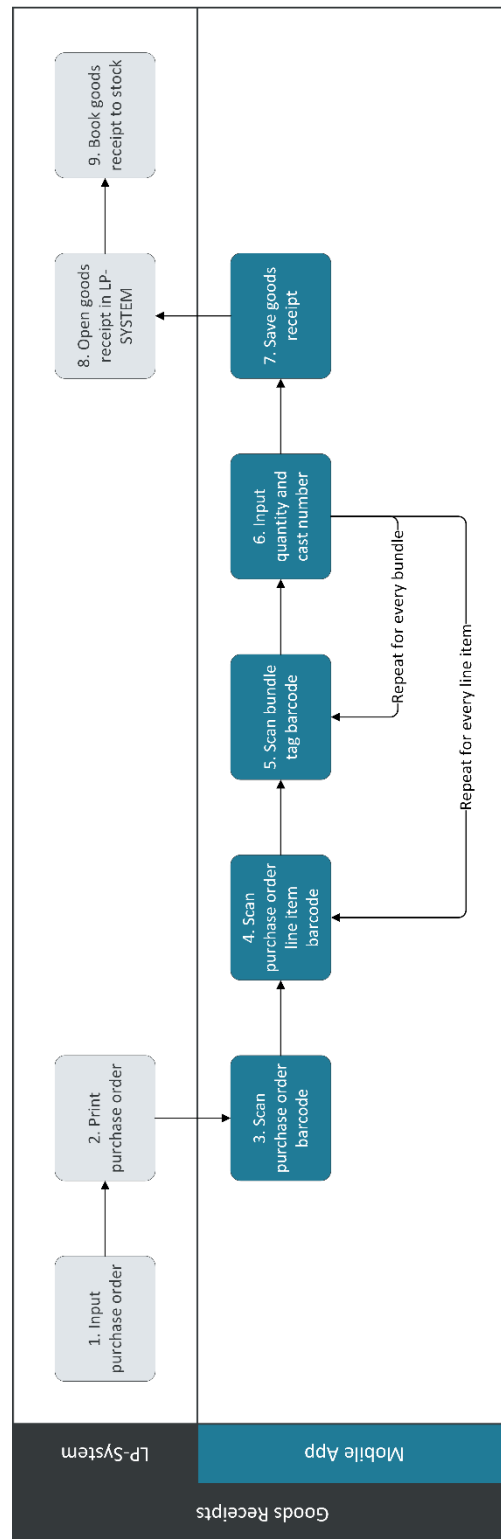 Goods Receipts
LP-System
Mobile App
1. Input
purchase order
2. Print
purchase order
3. Scan
purchase order
barcode
4. Scan
purchase order
line item
barcode
5. Scan bundle
tag barcode
6. Input
quantity and
cast number
Repeat for every bundle
Repeat for every line item
7. Save goods
receipt
8. Open goods
receipt in LP-
SYSTEM
9. Book goods
receipt to stock